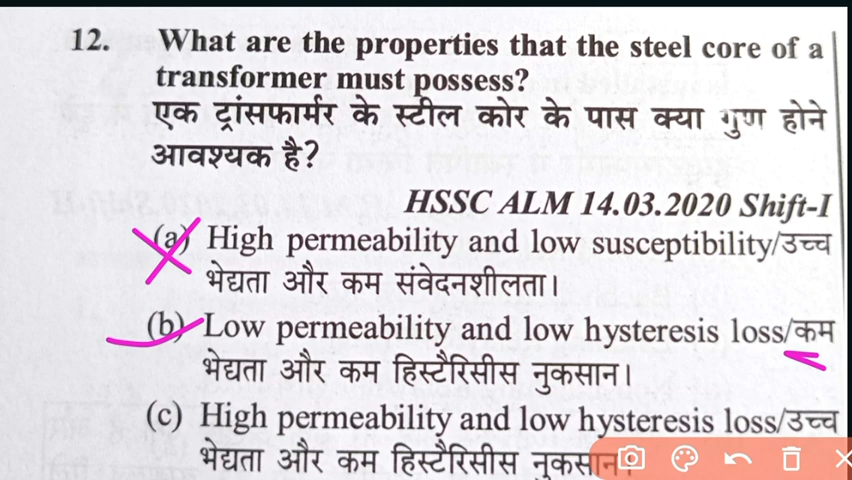 12. What are the properties that the steel core of a
transformer must possess?
एक ट्रांसफार्मर के स्टील कोर के पास क्या गुण होने
आवश्यक है?
HSSC ALM 14.03.2020 Shift-I
(a) High permeability and low susceptibility/उच्च
भेद्यता और कम संवेदनशीलता।
(b) Low permeability and low hysteresis loss/कम
भेद्यता और कम हिस्टैरिसीस नुकसान।
(c) High permeability and low hysteresis loss/उच्च
भेद्यता और कम हिस्टैरिसीस नुकसान।